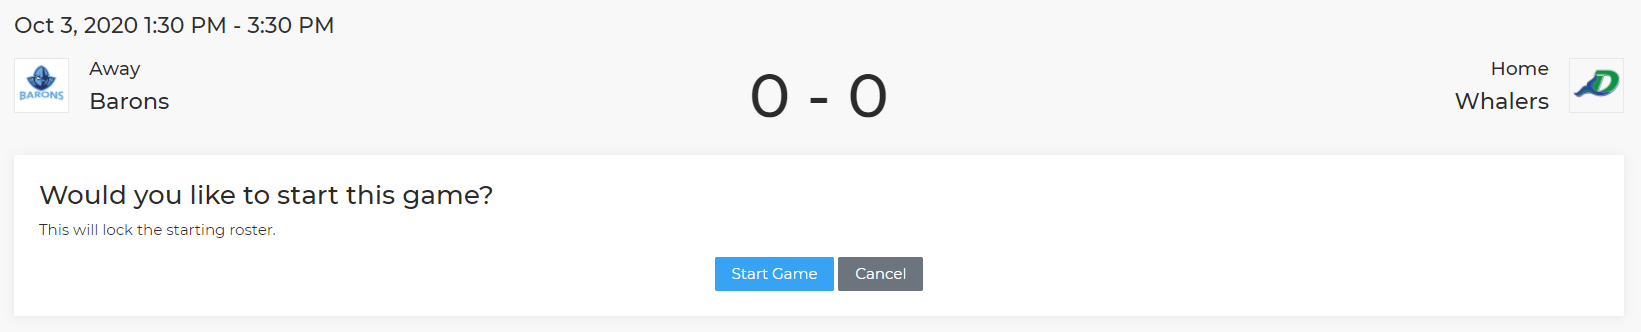 Oct 3, 2020 1:30 PM - 3:30 PM
BARONS
Away
Barons
0 - 0
Home
Whalers
D
Would you like to start this game?
This will lock the starting roster.
Start Game
Cancel